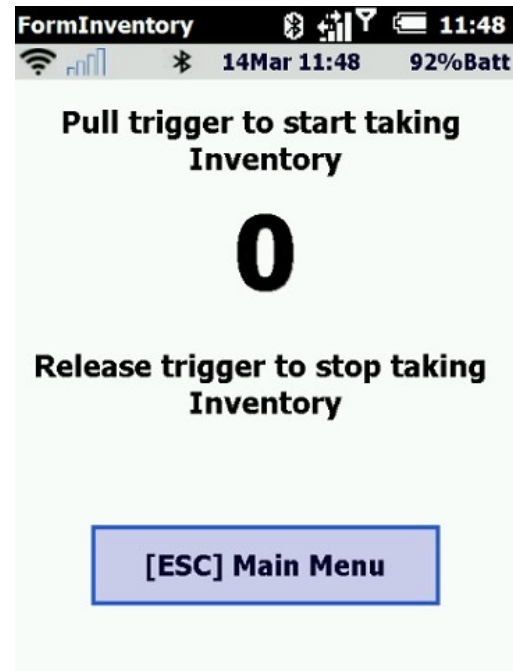 FormInventory 11:48
14Mar 11:48 92%Batt
Pull trigger to start taking
Inventory
0
Release trigger to stop taking
Inventory
[ESC] Main Menu